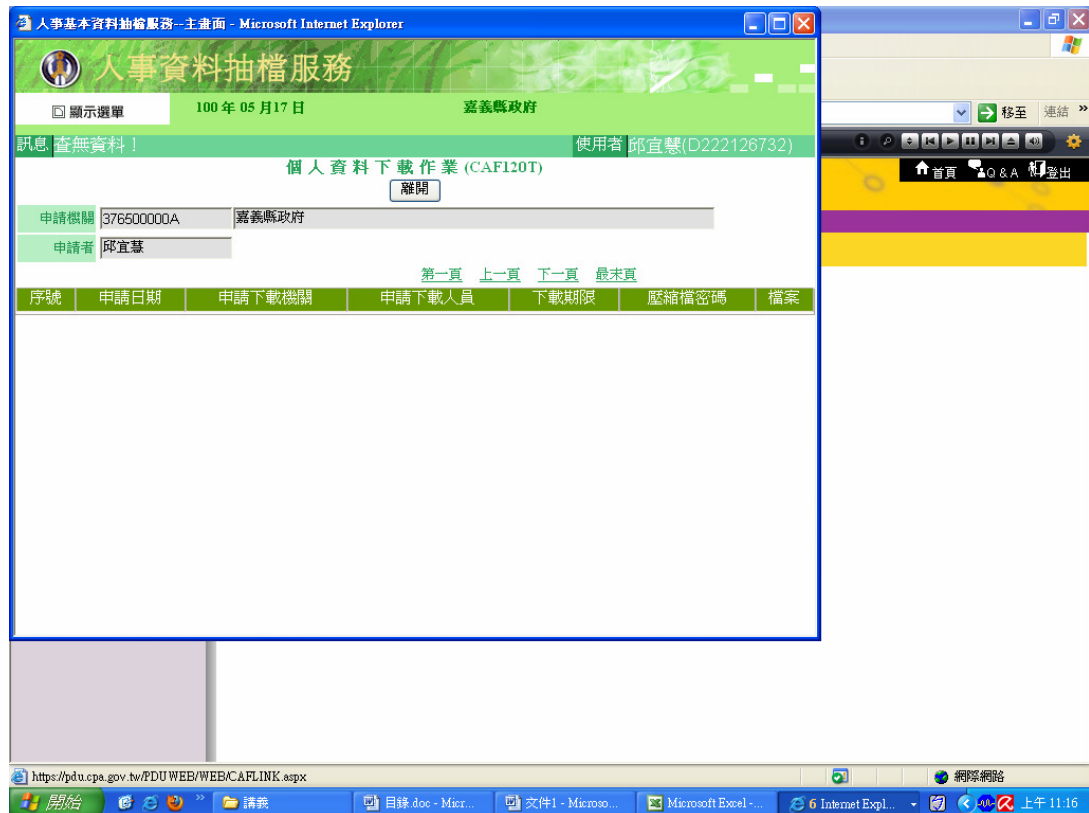 人事基本資料抽檔服務--主畫面 - Microsoft Internet Explorer
人事資料抽檔服務
顯示選單 100 年 05 月17 日 嘉義縣政府
移至 連結 »
訊息 查無資料！ 使用者 邱宜慧(D222126732)
首頁 Q & A 登出
個 人 資 料 下 載 作 業 (CAF120T)
離開
申請機關 376500000A 嘉義縣政府
申請者 邱宜慧
第一頁 上一頁 下一頁 最末頁
序號 申請日期 申請下載機關 申請下載人員 下載期限 壓縮檔密碼 檔案
https://pdu.cpa.gov.tw/PDUWEB/WEB/CAFLINK.aspx 網際網路
開始 » 講義 目錄.doc - Micr... 文件1 - Microso... Microsoft Excel -... 6 Internet Expl... 上午 11:16